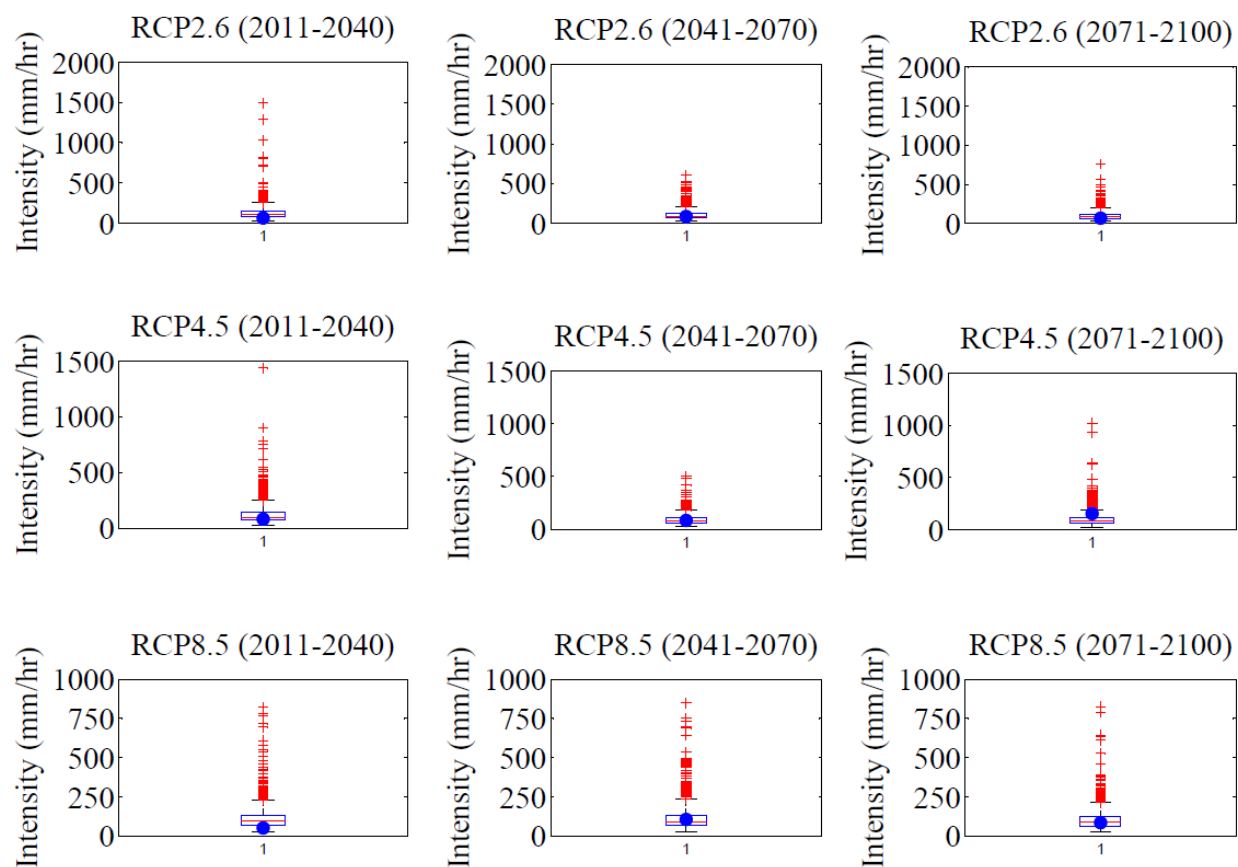 RCP2.6 (2011-2040)
Intensity (mm/hr)
2000
1500
1000
500
0
1
RCP2.6 (2041-2070)
Intensity (mm/hr)
2000
1500
1000
500
0
1
RCP2.6 (2071-2100)
Intensity (mm/hr)
2000
1500
1000
500
0
1
RCP4.5 (2011-2040)
Intensity (mm/hr)
1500
1000
500
0
1
RCP4.5 (2041-2070)
Intensity (mm/hr)
1500
1000
500
0
1
RCP4.5 (2071-2100)
Intensity (mm/hr)
1500
1000
500
0
1
RCP8.5 (2011-2040)
Intensity (mm/hr)
1000
750
500
250
0
1
RCP8.5 (2041-2070)
Intensity (mm/hr)
1000
750
500
250
0
1
RCP8.5 (2071-2100)
Intensity (mm/hr)
1000
750
500
250
0
1